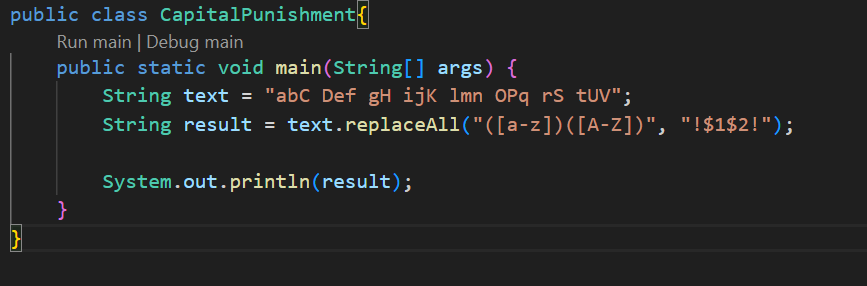 public class CapitalPunishment{
Run main | Debug main
public static void main(String[] args) {
String text = "abC Def gH ijK lmn OPq rS tUV";
String result = text.replaceAll("([a-z])([A-Z])", "!$1$2!");
System.out.println(result);
}
}